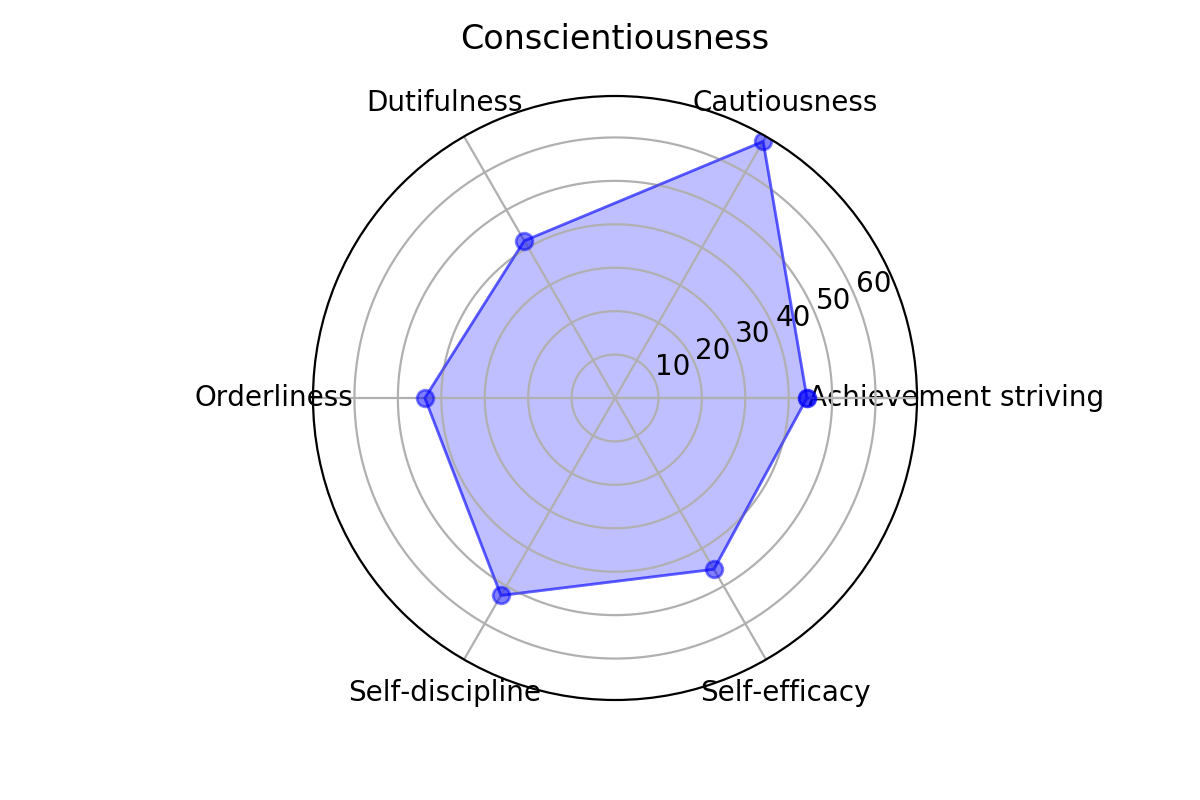 Conscientiousness
Dutifulness
Cautiousness
60
50
40
30
20
10
Orderliness
Achievement striving
Self-discipline
Self-efficacy